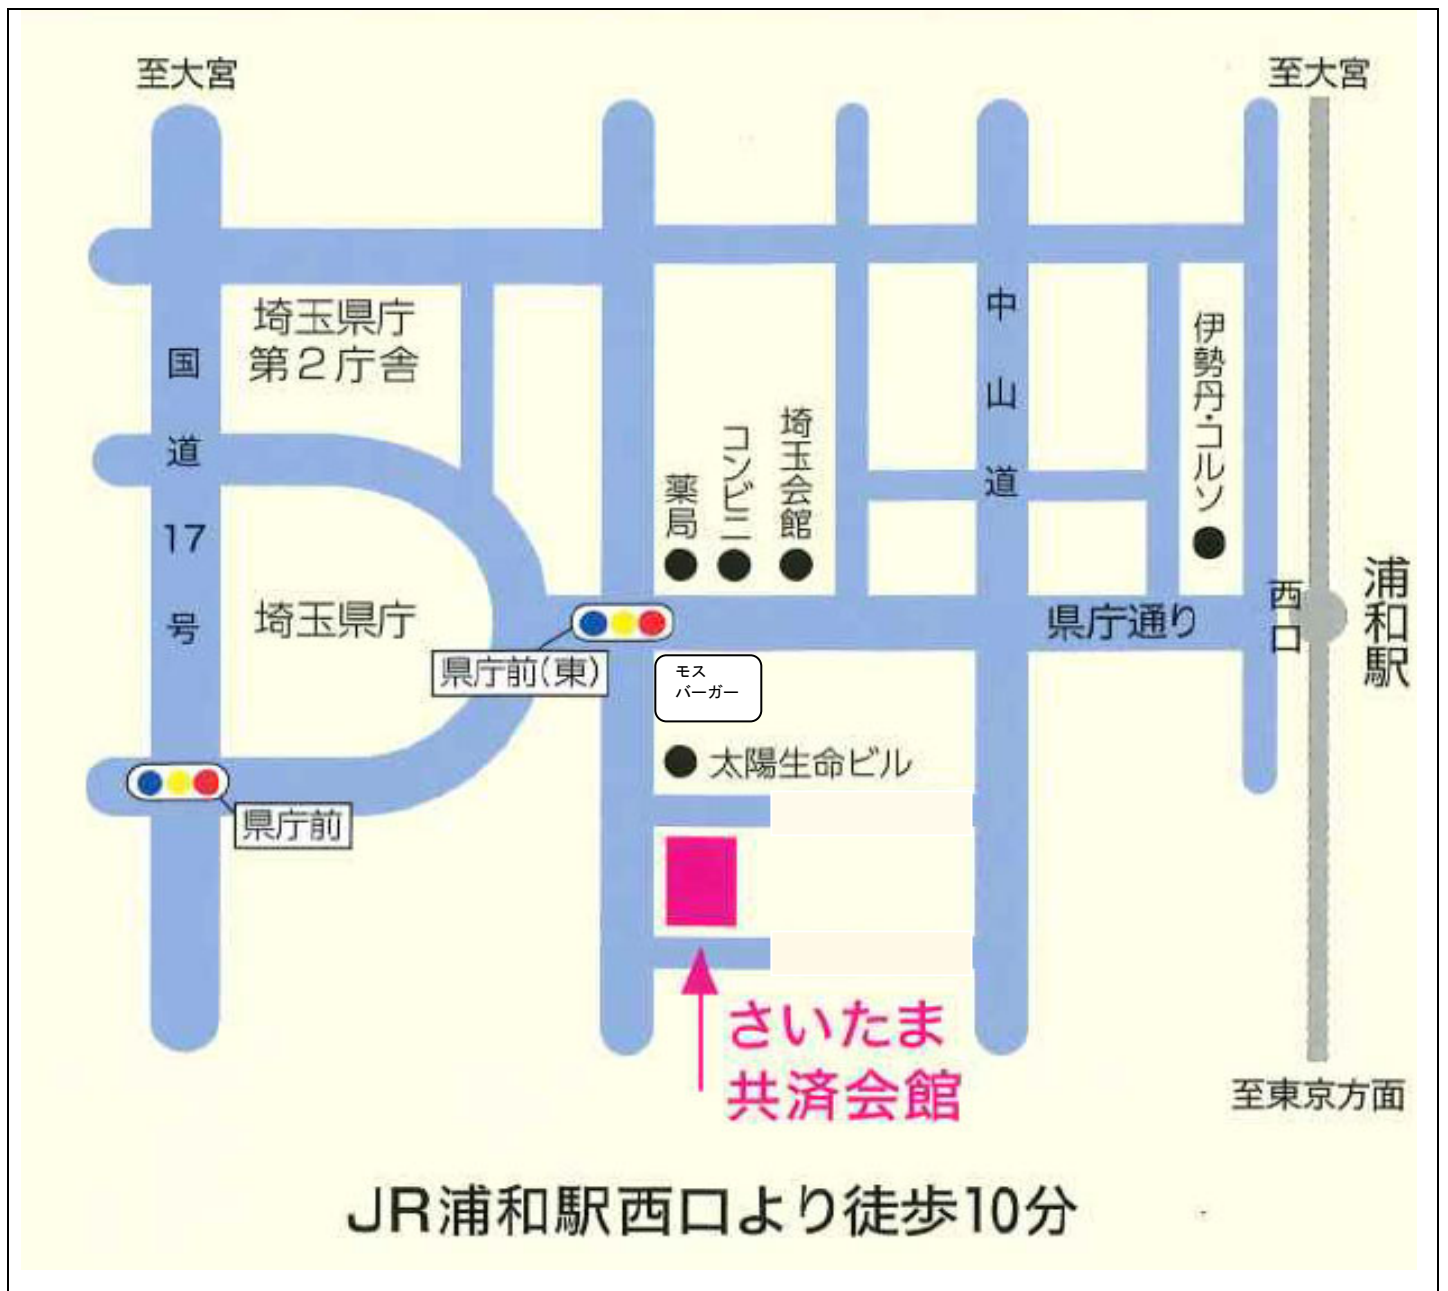 至大宮
至大宮
埼玉県庁
第2庁舎
国道17号
中山道
伊勢丹・コルソ
埼玉会館
コンビニ
薬局
埼玉県庁
県庁通り
西口
浦和駅
県庁前(東)
モス
バーガー
太陽生命ビル
県庁前
さいたま
共済会館
至東京方面
JR浦和駅西口より徒歩10分